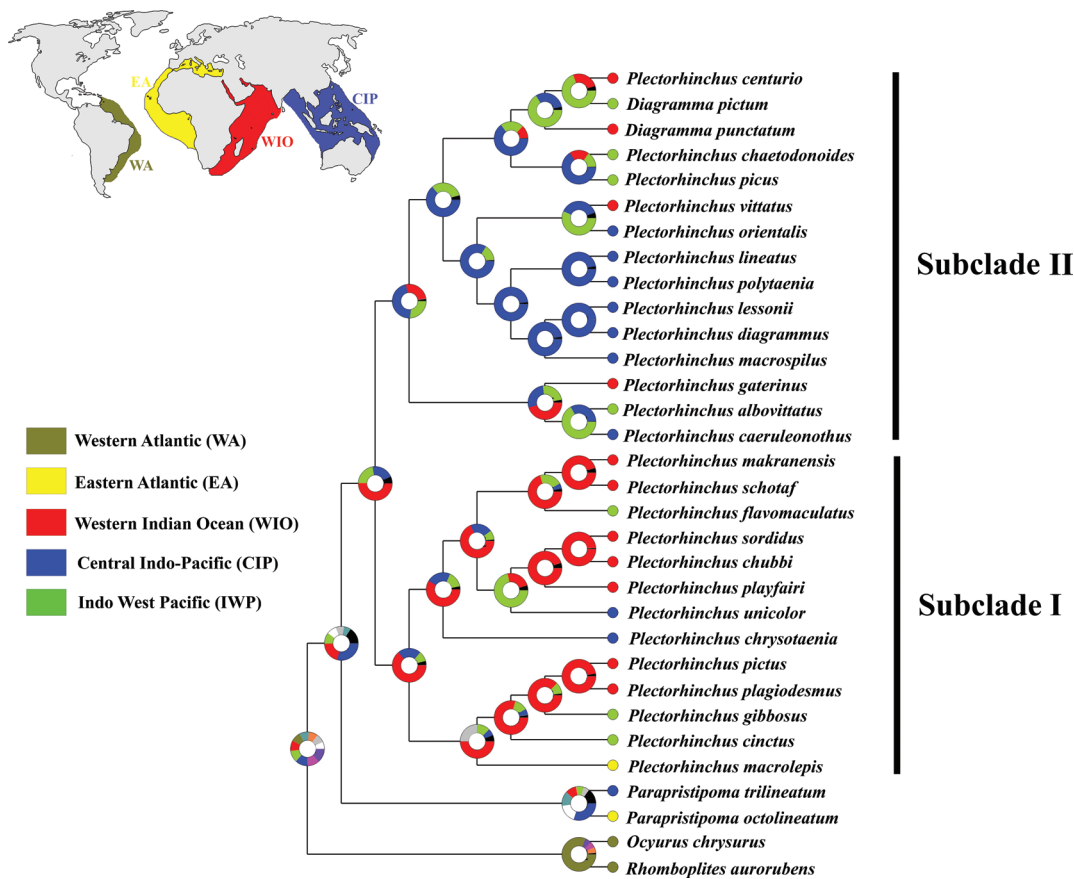 EA
CIP
WIO
WA
Plectorhinchus centurio
Diagramma pictum
Diagramma punctatum
Plectorhinchus chaetodonoides
Plectorhinchus picus
Plectorhinchus vittatus
Plectorhinchus orientalis
Plectorhinchus lineatus
Plectorhinchus polytaenia
Plectorhinchus lessonii
Plectorhinchus diagrammus
Plectorhinchus macrospilus
Plectorhinchus gaterinus
Plectorhinchus albovittatus
Plectorhinchus caeruleonothus
Plectorhinchus makranensis
Plectorhinchus schotaf
Plectorhinchus flavomaculatus
Plectorhinchus sordidus
Plectorhinchus chubbi
Plectorhinchus playfairi
Plectorhinchus unicolor
Plectorhinchus chrysotaenia
Plectorhinchus pictus
Plectorhinchus plagiodesmus
Plectorhinchus gibbosus
Plectorhinchus cinctus
Plectorhinchus macrolepis
Parapristipoma trilineatum
Parapristipoma octolineatum
Ocyurus chrysurus
Rhomboplites aurorubens
Subclade II
Subclade I
Western Atlantic (WA)
Eastern Atlantic (EA)
Western Indian Ocean (WIO)
Central Indo-Pacific (CIP)
Indo West Pacific (IWP)